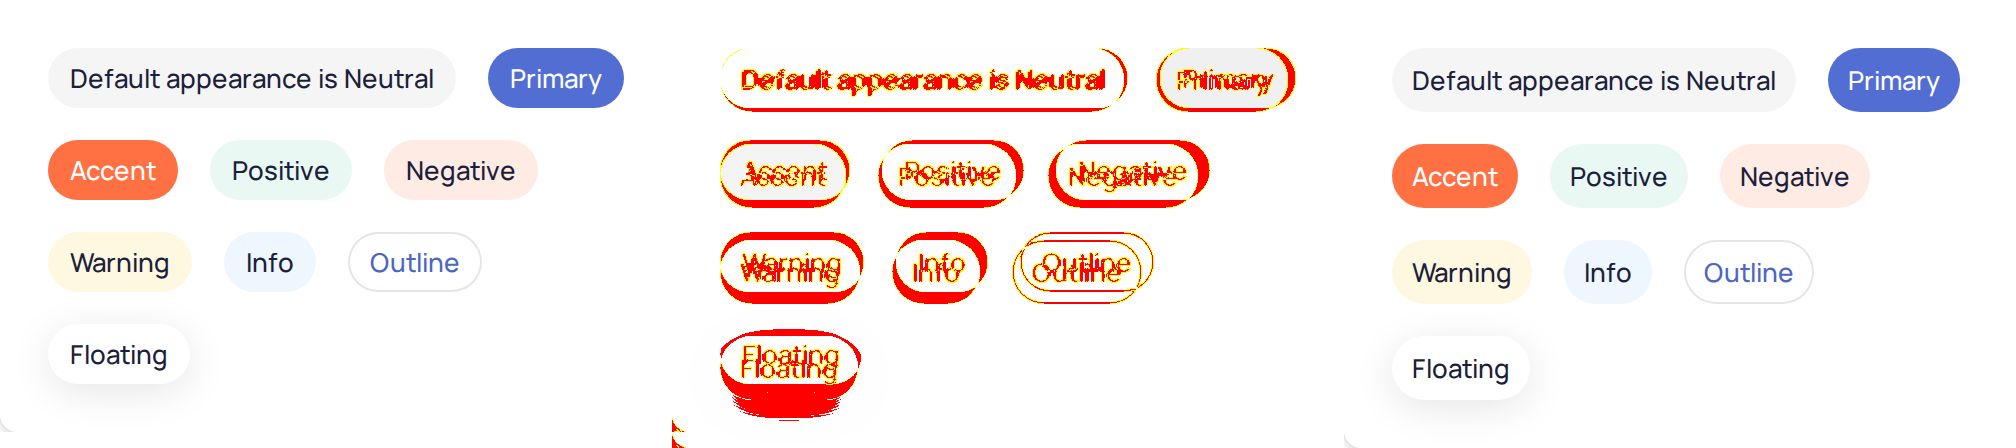 Default appearance is Neutral Primary
Accent Positive Negative
Warning Info Outline
Floating
Default appearance is Neutral Primary
Accent Positive Negative
Warning Info Outline
Floating
Default appearance is Neutral Primary
Accent Positive Negative
Warning Info Outline
Floating